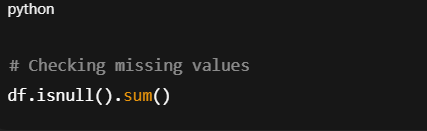 python
# Checking missing values
df.isnull().sum()